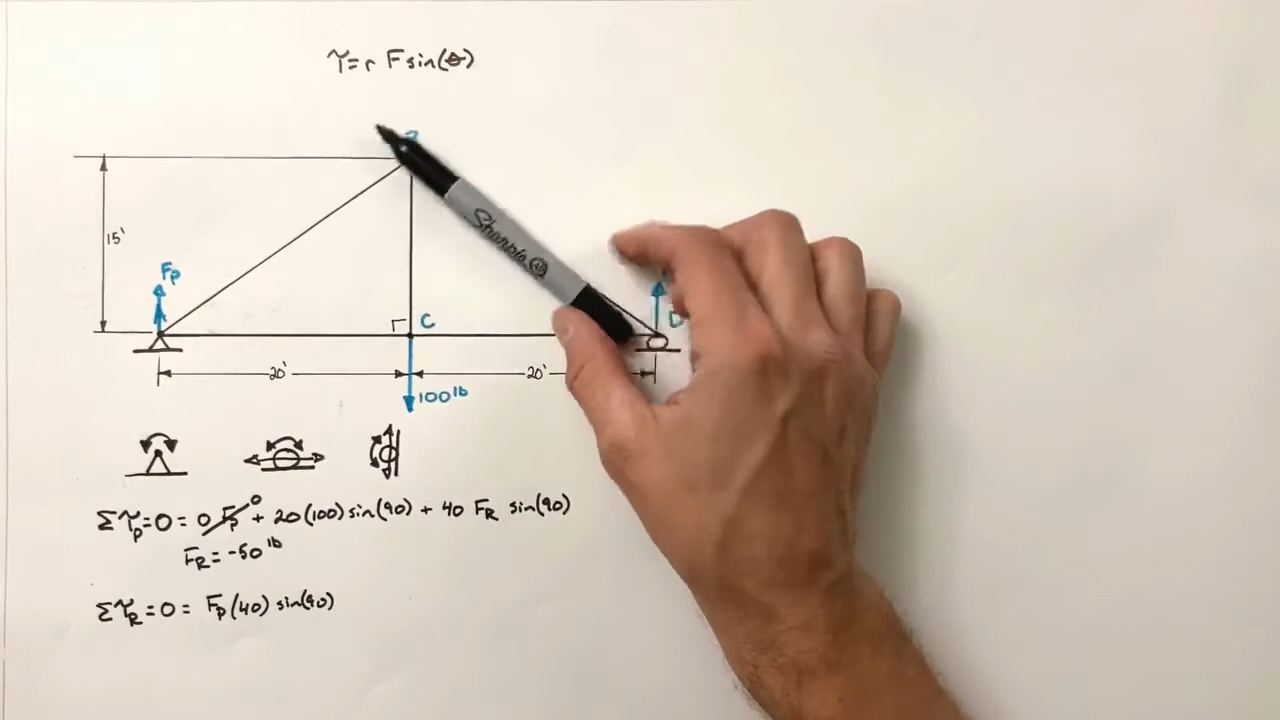 τ=r Fsin(θ)
15'
Fp
C
D
20'
20'
100lb
Sharpie
Στp=0= 0 Fp 0 + 20(100)sin(90) + 40 FR sin(90)
FR=-50lb
ΣτR=0= Fp(40) sin(90)